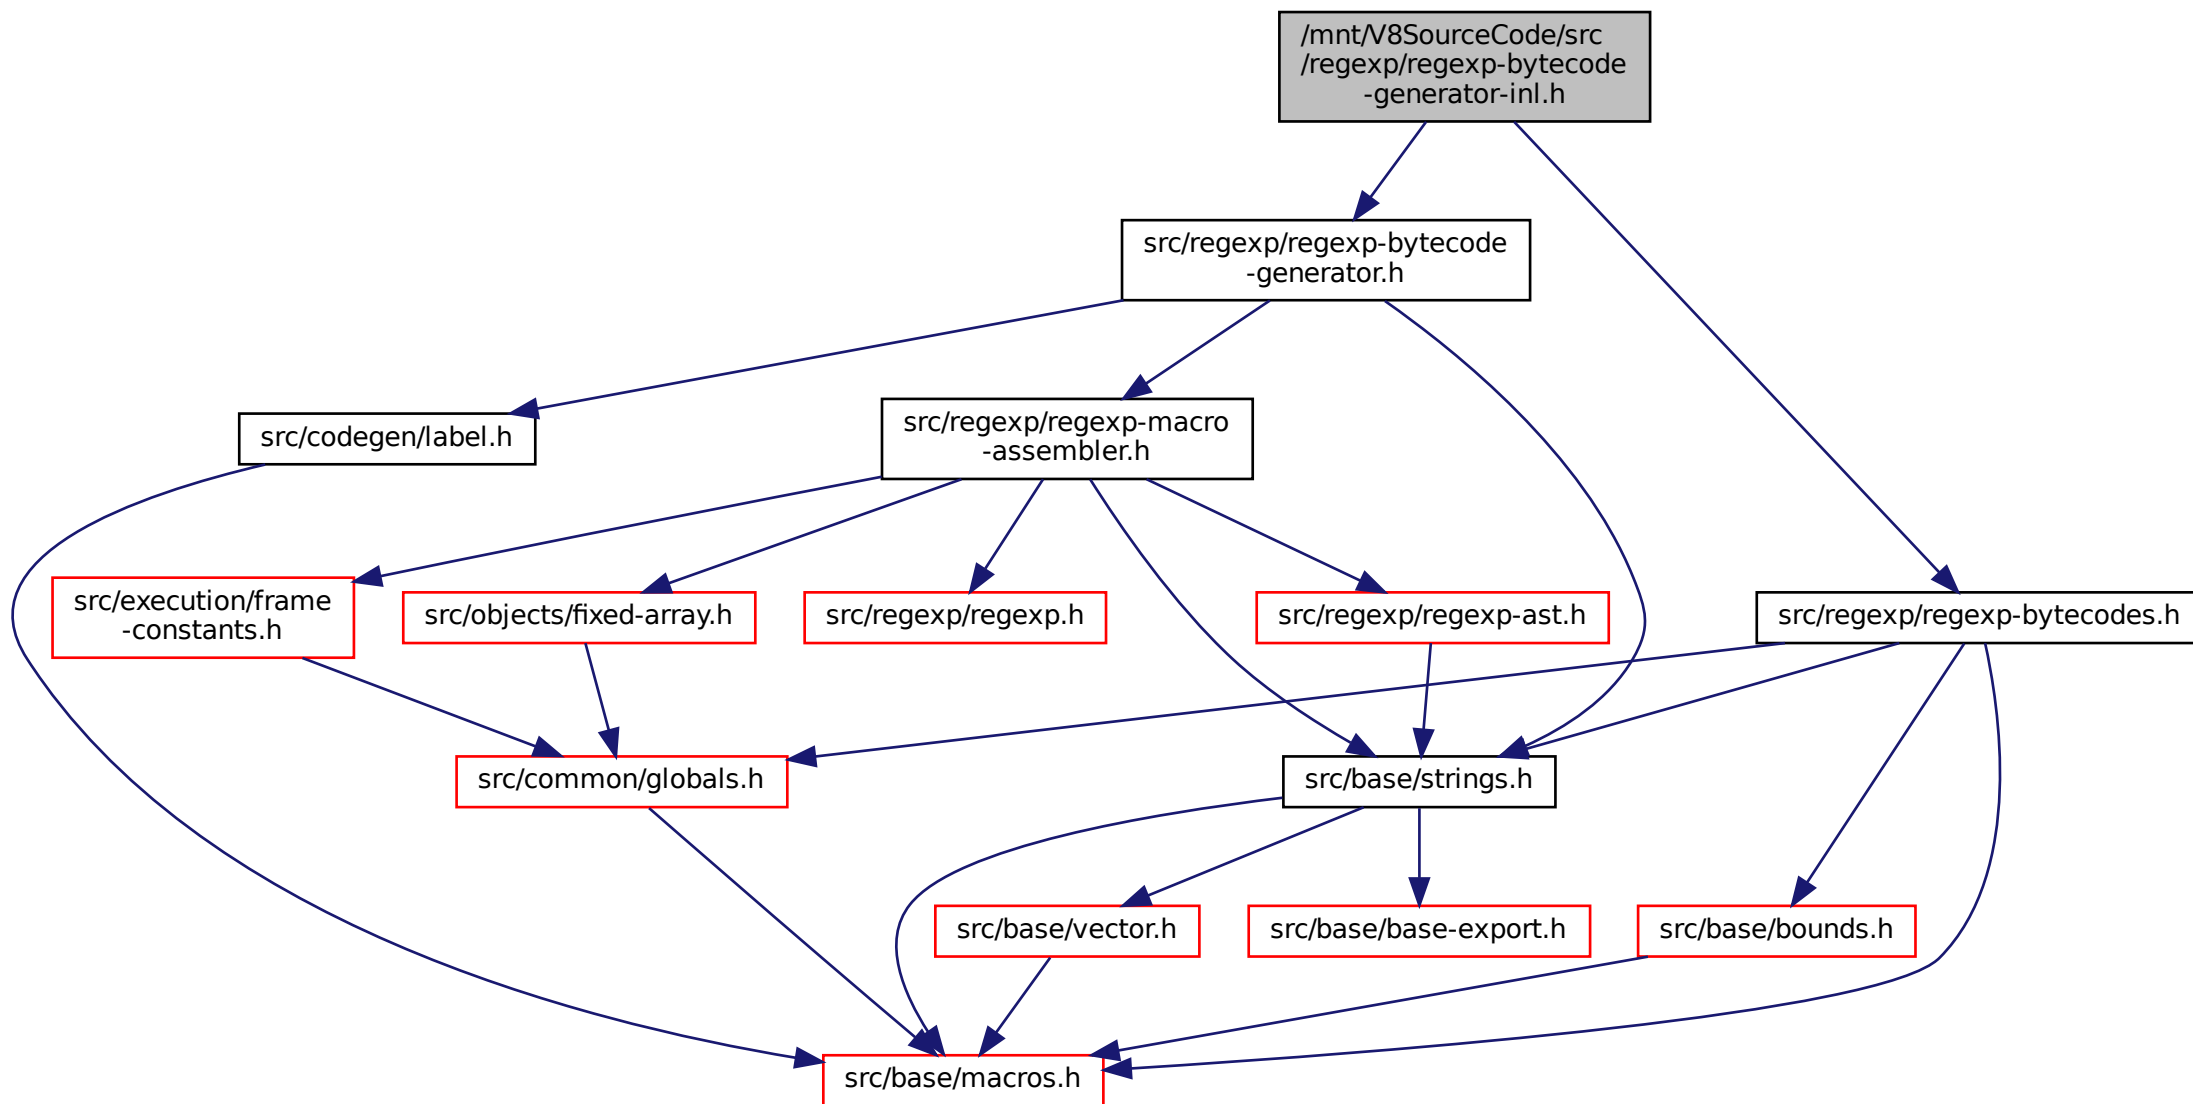 /mnt/V8SourceCode/src
/regexp/regexp-bytecode
-generator-inl.h
src/regexp/regexp-bytecode
-generator.h
src/codegen/label.h
src/regexp/regexp-macro
-assembler.h
src/execution/frame
-constants.h
src/objects/fixed-array.h
src/regexp/regexp.h
src/regexp/regexp-ast.h
src/regexp/regexp-bytecodes.h
src/common/globals.h
src/base/strings.h
src/base/vector.h
src/base/base-export.h
src/base/bounds.h
src/base/macros.h